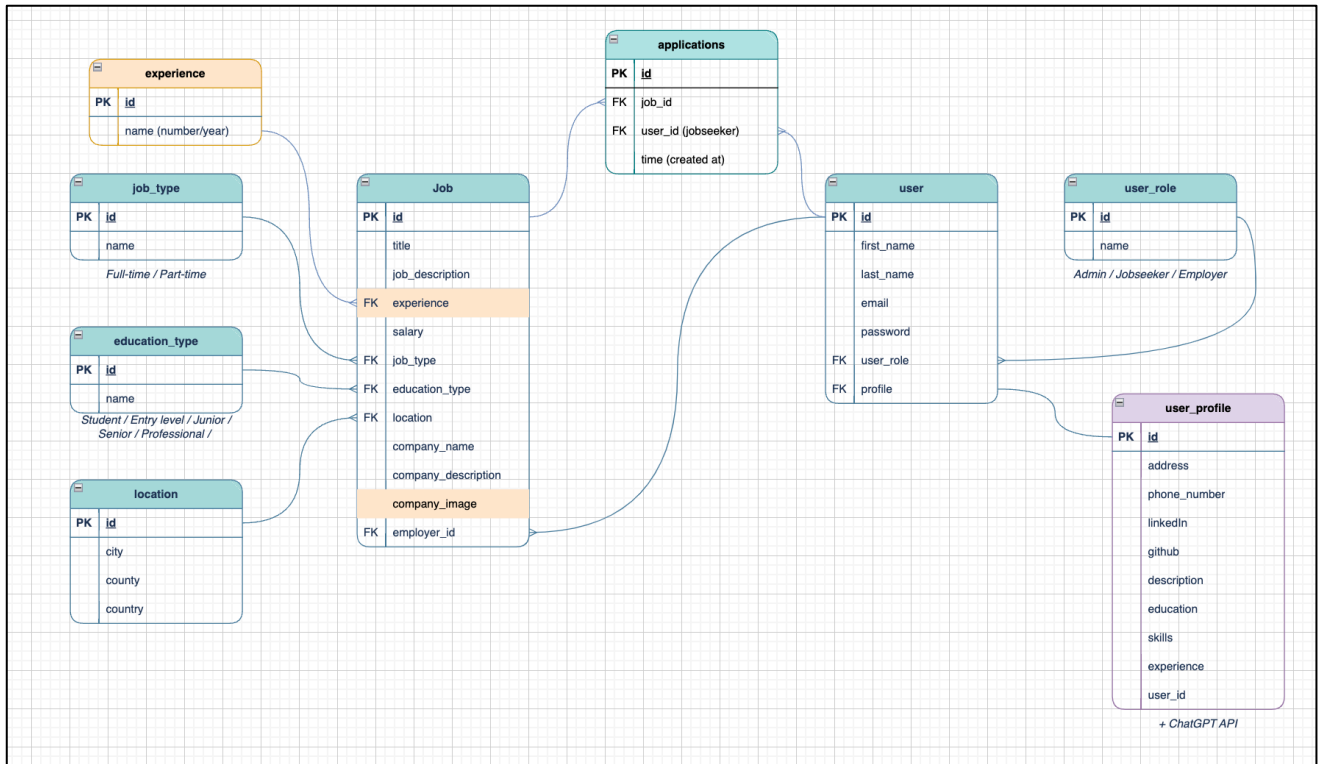 experience
PK id
name (number/year)
job_type
PK id
name
Full-time / Part-time
education_type
PK id
name
Student / Entry level / Junior /
Senior / Professional /
location
PK id
city
county
country
Job
PK id
title
job_description
FK experience
salary
FK job_type
FK education_type
FK location
company_name
company_description
company_image
FK employer_id
applications
PK id
FK job_id
FK user_id (jobseeker)
time (created at)
user
PK id
first_name
last_name
email
password
FK user_role
FK profile
user_role
PK id
name
Admin / Jobseeker / Employer
user_profile
PK id
address
phone_number
linkedIn
github
description
education
skills
experience
user_id
+ ChatGPT API